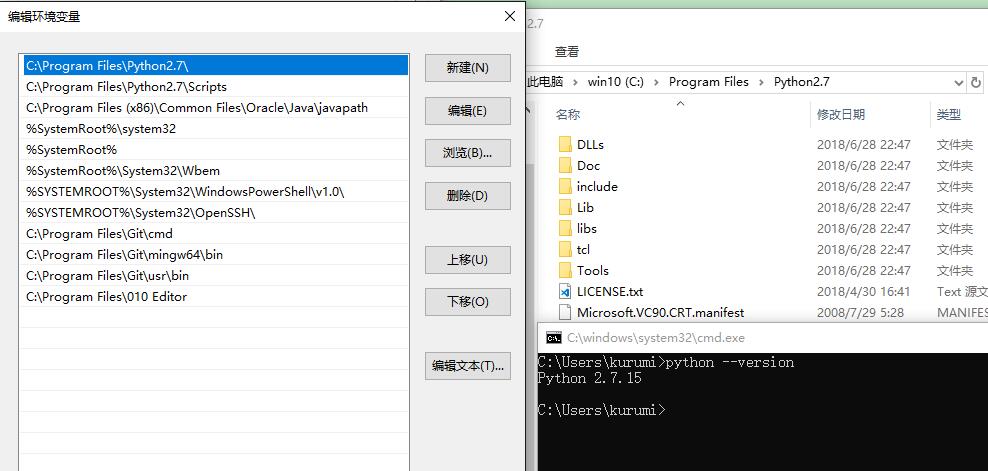 编辑环境变量
C:\Program Files\Python2.7\
C:\Program Files\Python2.7\Scripts
C:\Program Files (x86)\Common Files\Oracle\Java\javapath
%SystemRoot%\system32
%SystemRoot%
%SystemRoot%\System32\Wbem
%SYSTEMROOT%\System32\WindowsPowerShell\v1.0\
%SYSTEMROOT%\System32\OpenSSH\
C:\Program Files\Git\cmd
C:\Program Files\Git\mingw64\bin
C:\Program Files\Git\usr\bin
C:\Program Files\010 Editor
新建(N)
编辑(E)
浏览(B)...
删除(D)
上移(U)
下移(O)
编辑文本(T)...
2.7
查看
此电脑 > win10 (C:) > Program Files > Python2.7
名称 修改日期 类型
DLLs 2018/6/28 22:47 文件夹
Doc 2018/6/28 22:47 文件夹
include 2018/6/28 22:47 文件夹
Lib 2018/6/28 22:47 文件夹
libs 2018/6/28 22:47 文件夹
tcl 2018/6/28 22:47 文件夹
Tools 2018/6/28 22:47 文件夹
LICENSE.txt 2018/4/30 16:41 Text 源文
Microsoft.VC90.CRT.manifest 2008/7/29 5:28 MANIFES
C:\windows\system32\cmd.exe
C:\Users\kurumi>python --version
Python 2.7.15
C:\Users\kurumi>